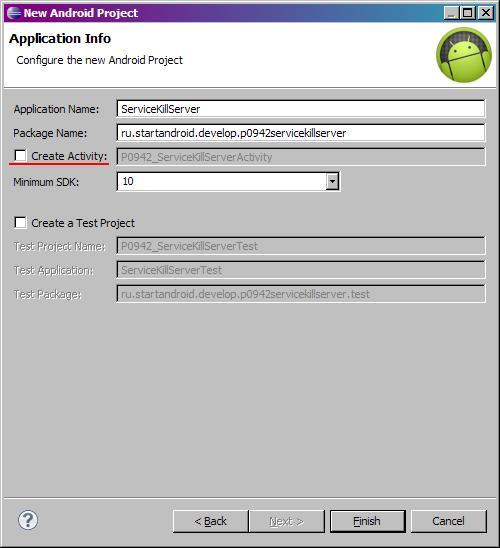 New Android Project
Application Info
Configure the new Android Project
Application Name: ServiceKillServer
Package Name: ru.startandroid.develop.p0942servicekillserver
Create Activity: P0942_ServiceKillServerActivity
Minimum SDK: 10
Create a Test Project
Test Project Name: P0942_ServiceKillServerTest
Test Application: ServiceKillServerTest
Test Package: ru.startandroid.develop.p0942servicekillserver.test
? < Back Next > Finish Cancel